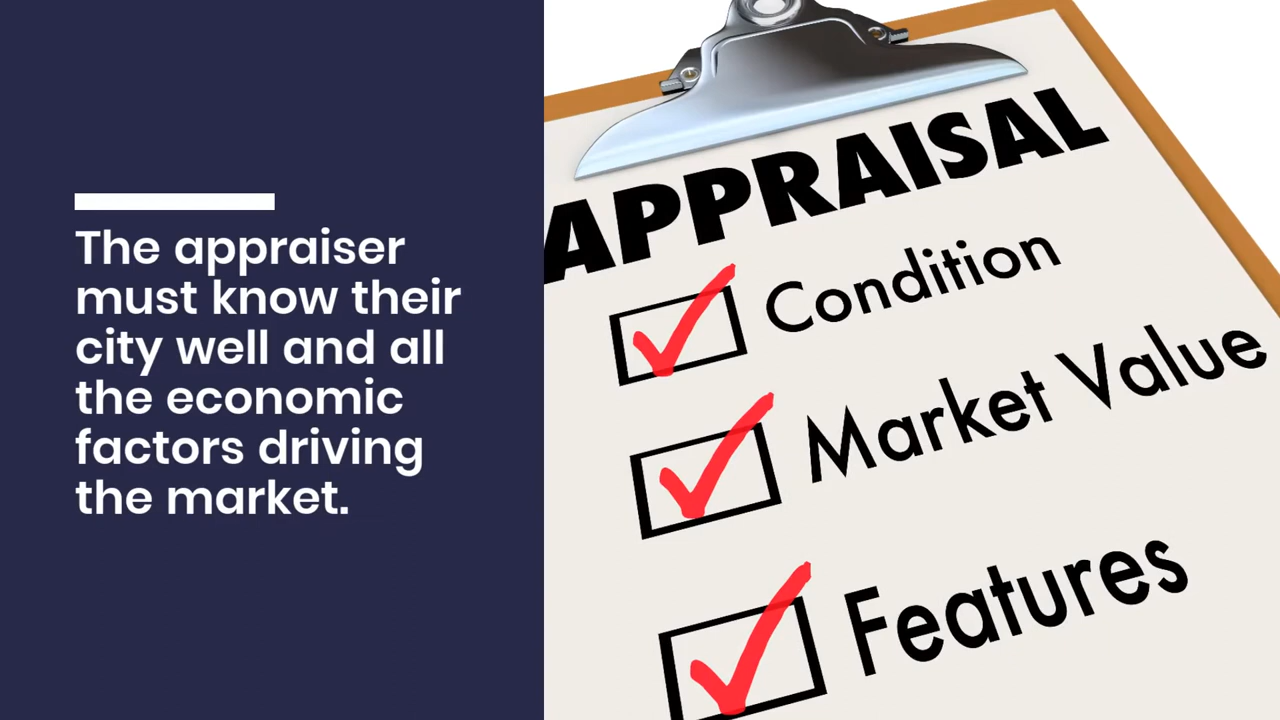 The appraiser
must know their
city well and all
the economic
factors driving
the market.
APPRAISAL
Condition
Market Value
Features